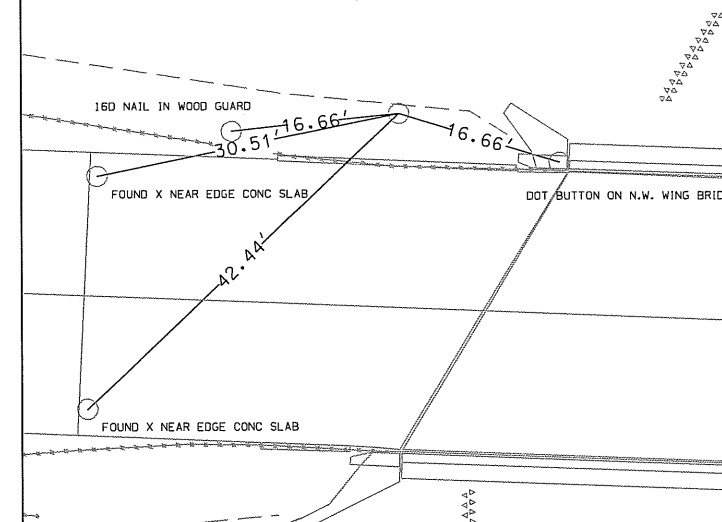 16D NAIL IN WOOD GUARD
16.66'
30.51'
16.66'
FOUND X NEAR EDGE CONC SLAB
DOT BUTTON ON N.W. WING BRID
42.44'
FOUND X NEAR EDGE CONC SLAB